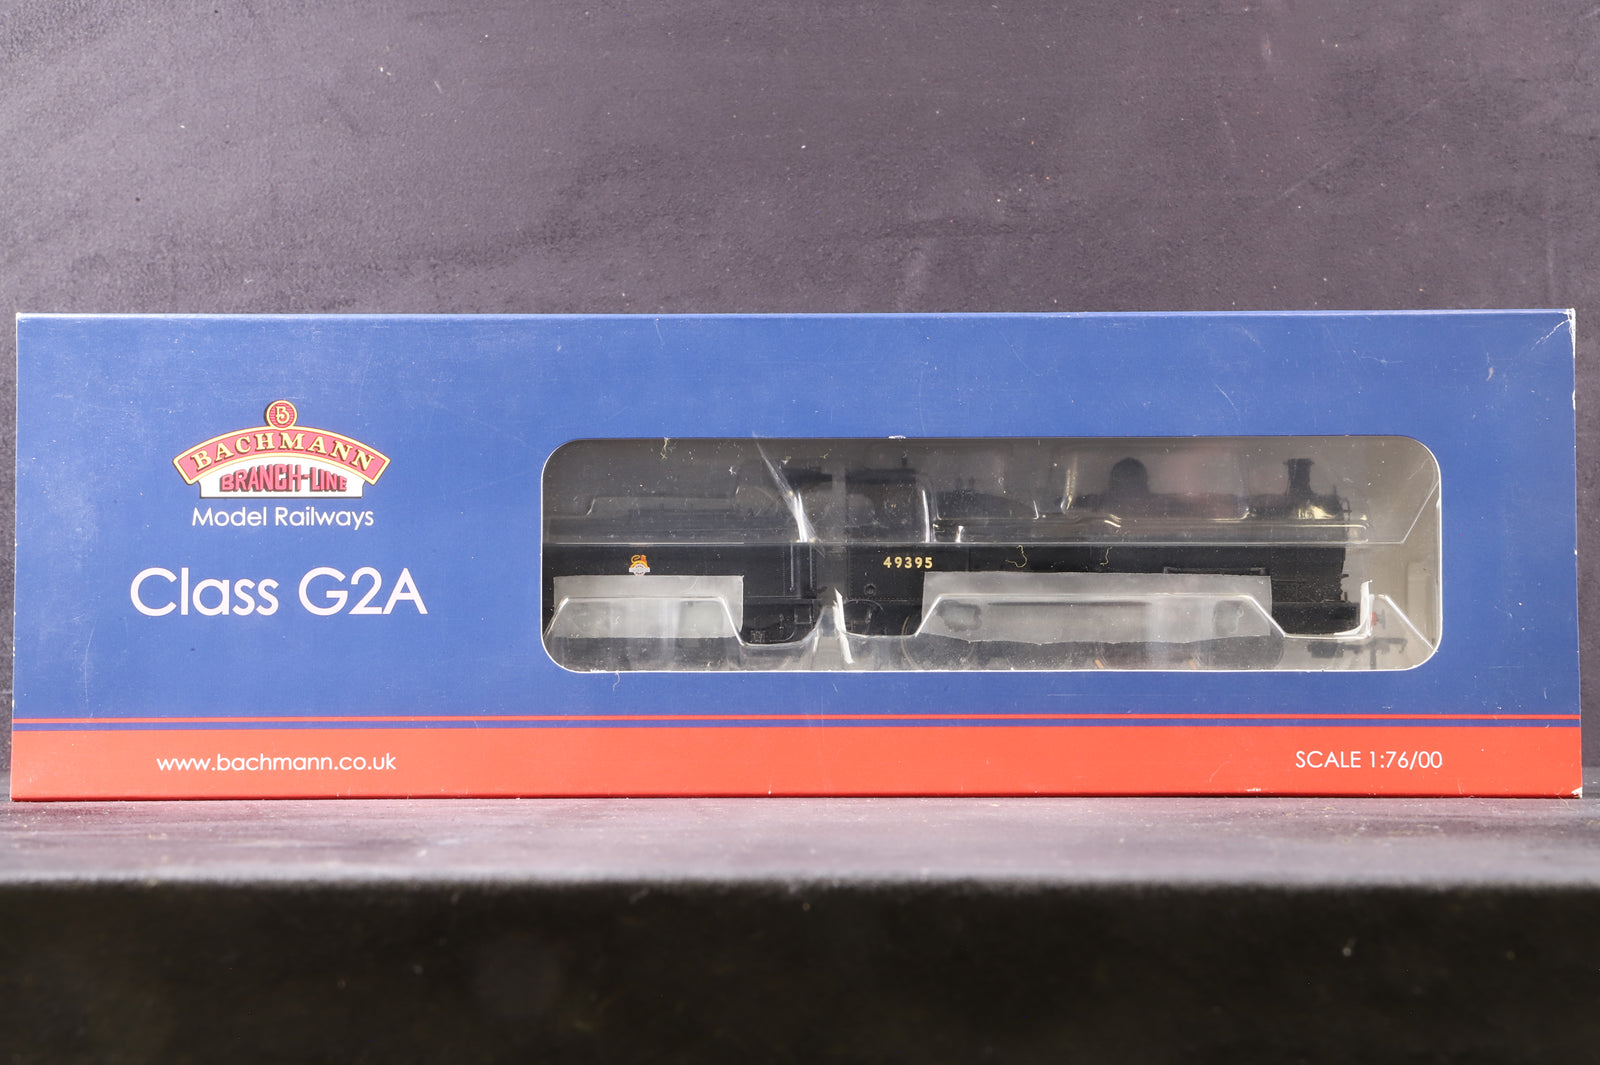 B
BACHMANN
BRANCH-LINE
Model Railways
Class G2A
49395
www.bachmann.co.uk
SCALE 1:76/00